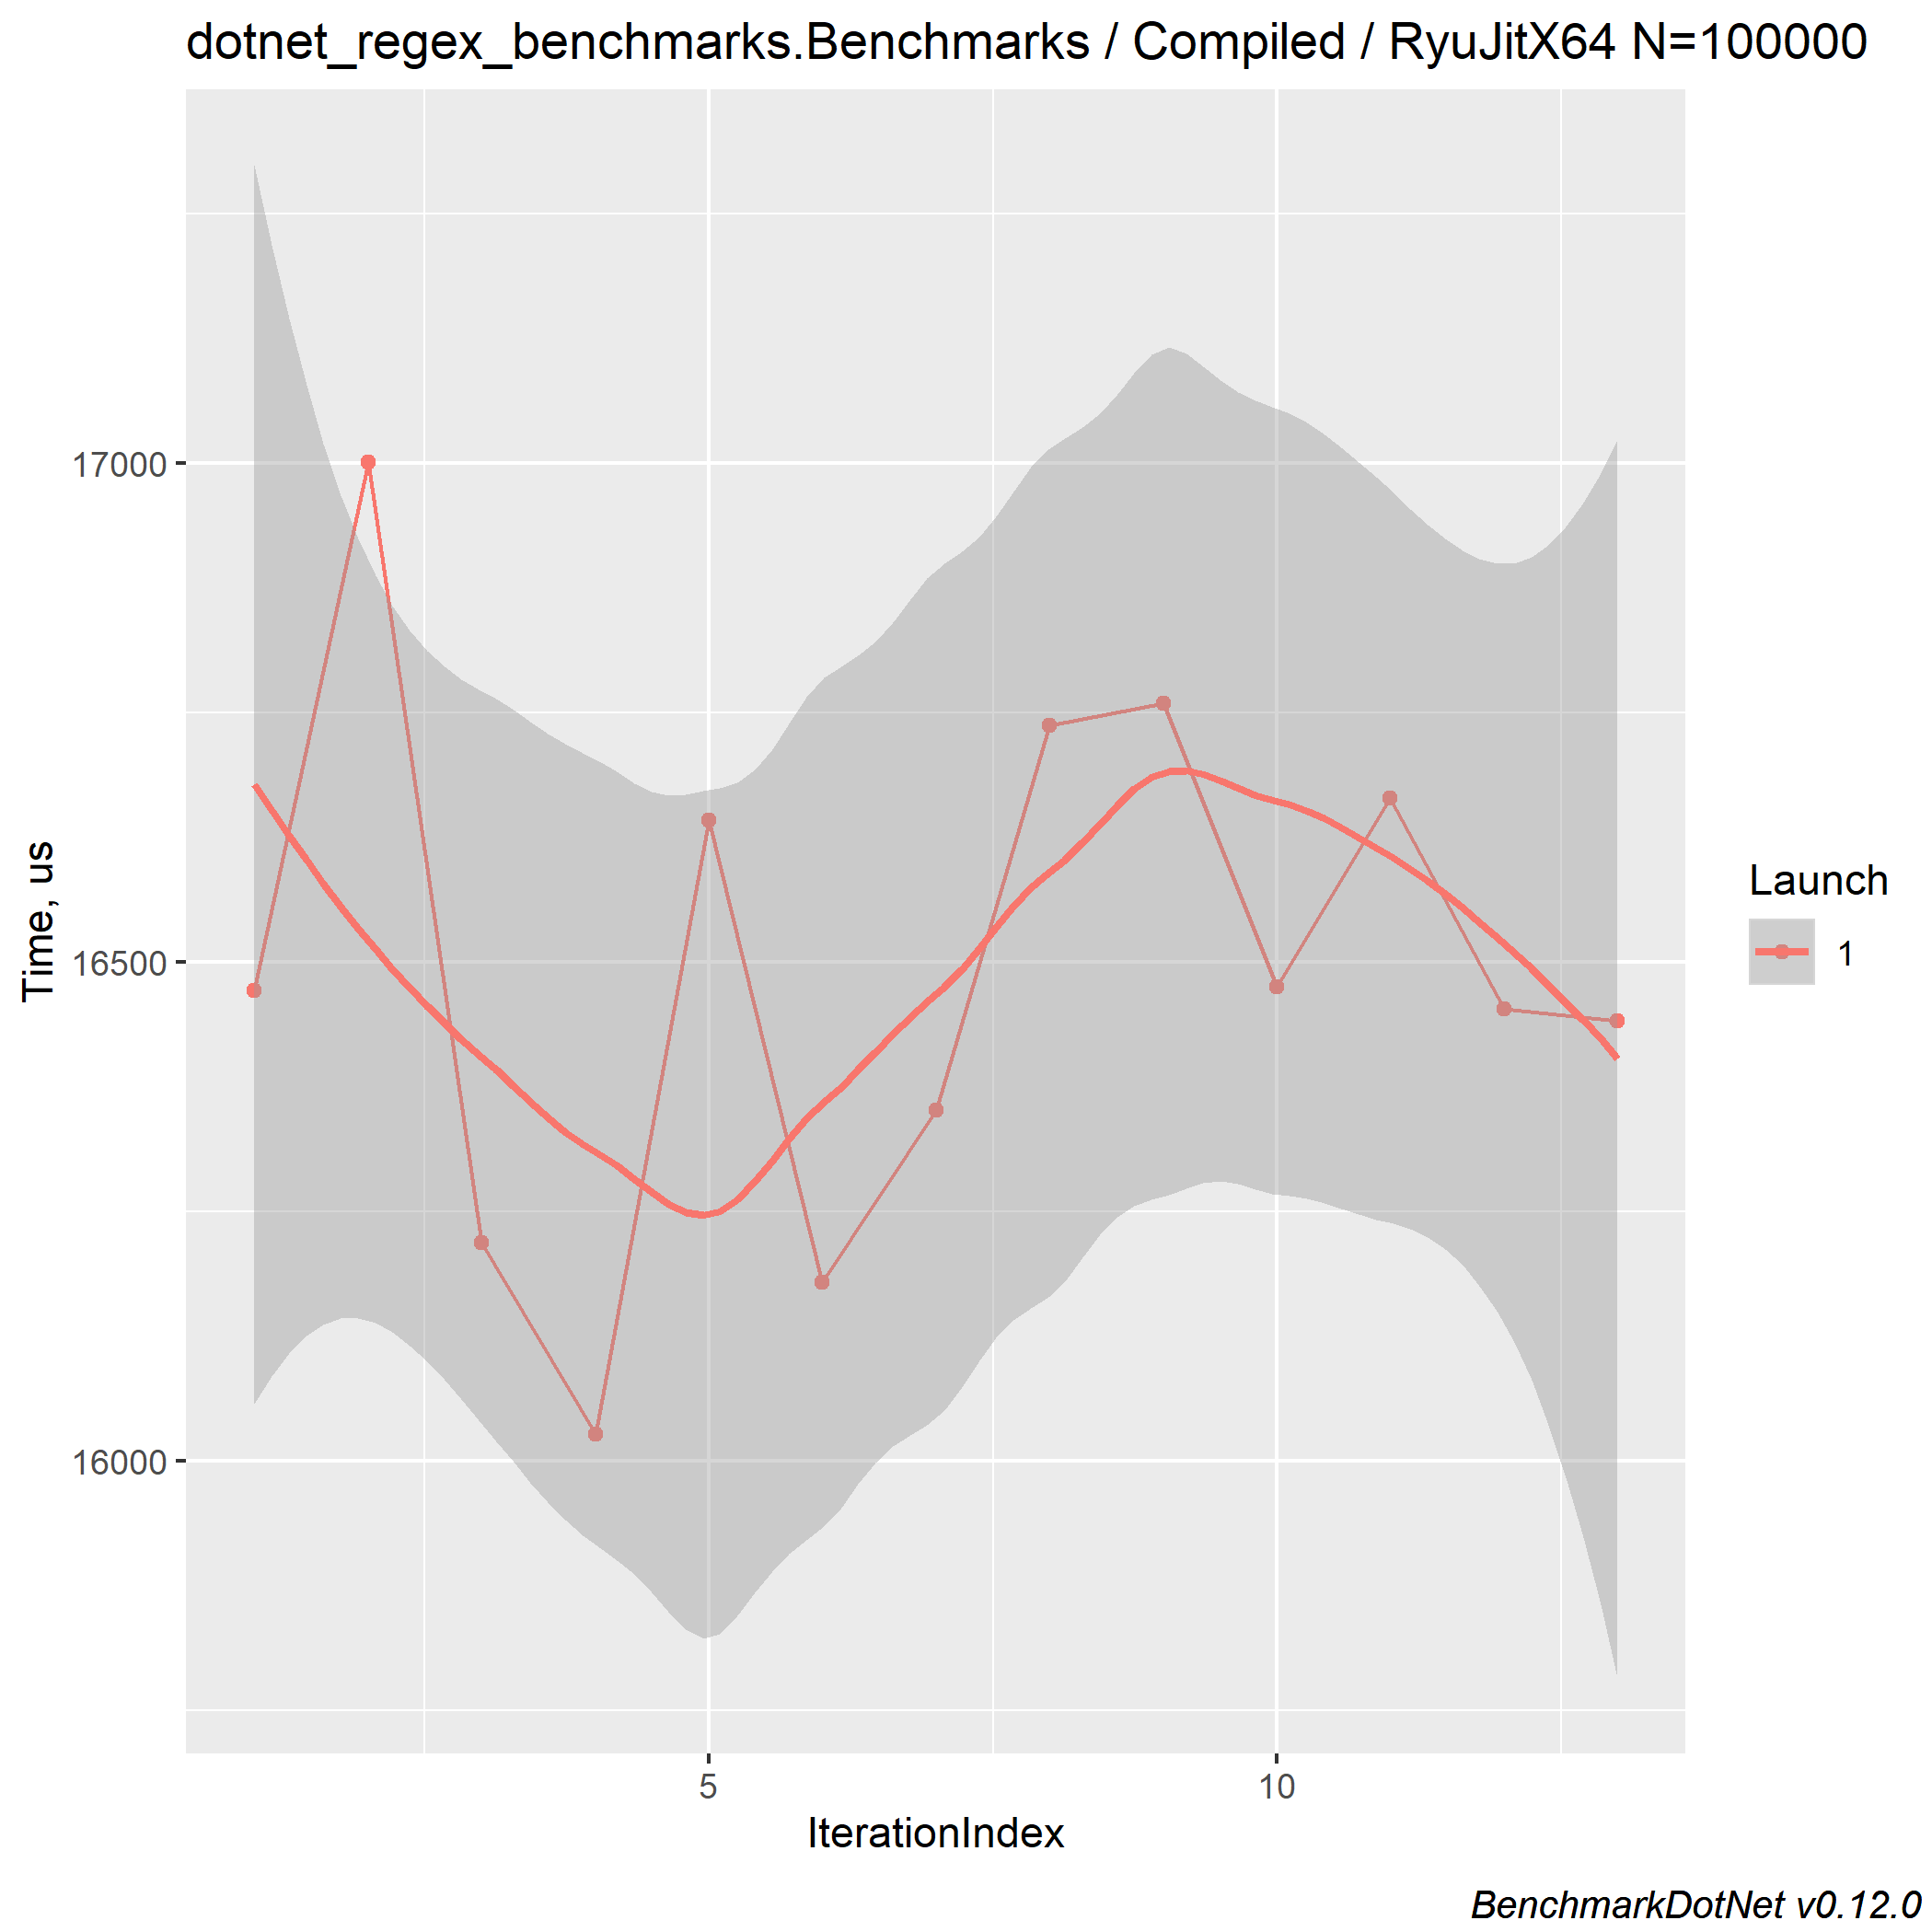 dotnet_regex_benchmarks.Benchmarks / Compiled / RyuJitX64 N=100000
17000
16500
16000
Time, us
5
10
IterationIndex
Launch
1
BenchmarkDotNet v0.12.0